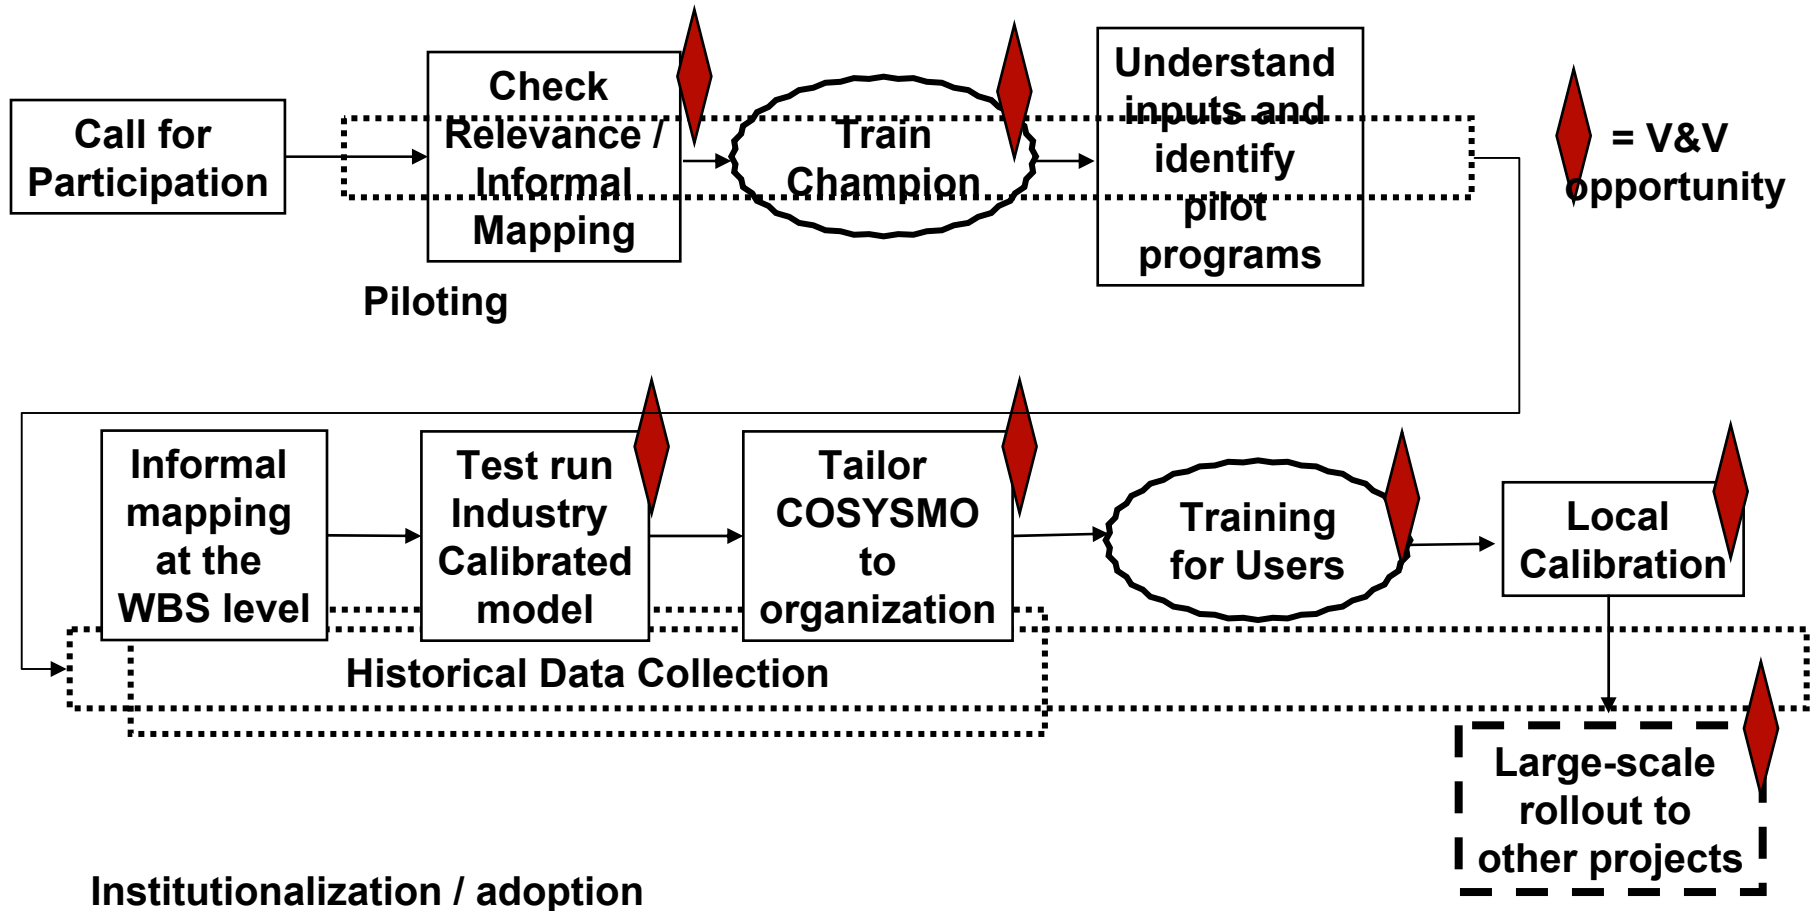 Call for
Participation
Check
Relevance /
Informal
Mapping
Train
Champion
Understand
inputs and
identify
pilot
programs
= V&V
opportunity
Piloting
Informal
mapping
at the
WBS level
Test run
Industry
Calibrated
model
Tailor
COSYSMO
to
organization
Training
for Users
Local
Calibration
Historical Data Collection
Large-scale
rollout to
other projects
Institutionalization / adoption